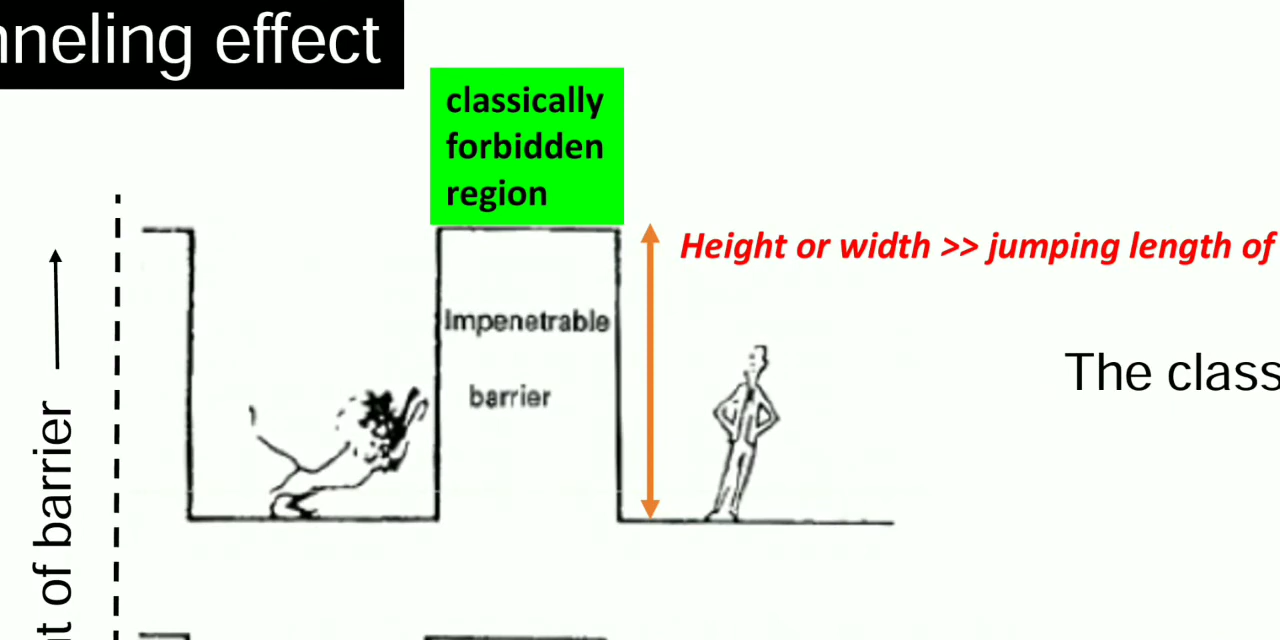 nneling effect
classically
forbidden
region
Height or width >> jumping length of
Impenetrable
barrier
The class
t of barrier